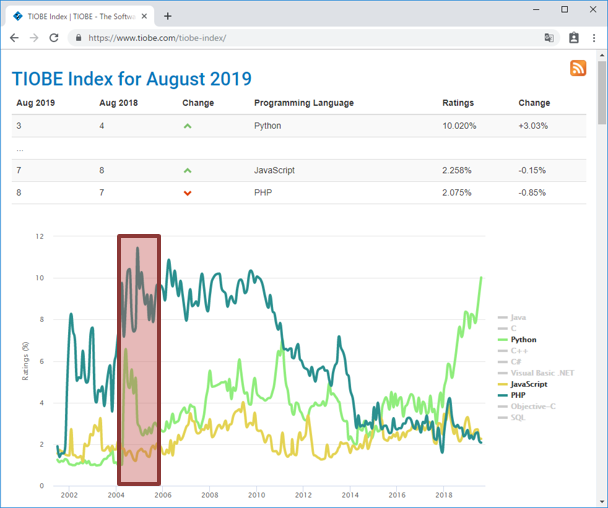 TIOBE Index | TIOBE - The Softwa
https://www.tiobe.com/tiobe-index/
TIOBE Index for August 2019
Aug 2019 Aug 2018 Change Programming Language Ratings Change
3 4 Python 10.020% +3.03%
...
7 8 JavaScript 2.258% -0.15%
8 7 PHP 2.075% -0.85%
12
10
8
6
4
2
0
Ratings (%)
2002 2004 2006 2008 2010 2012 2014 2016 2018
Java
C
Python
C++
C#
Visual Basic .NET
JavaScript
PHP
Objective-C
SQL